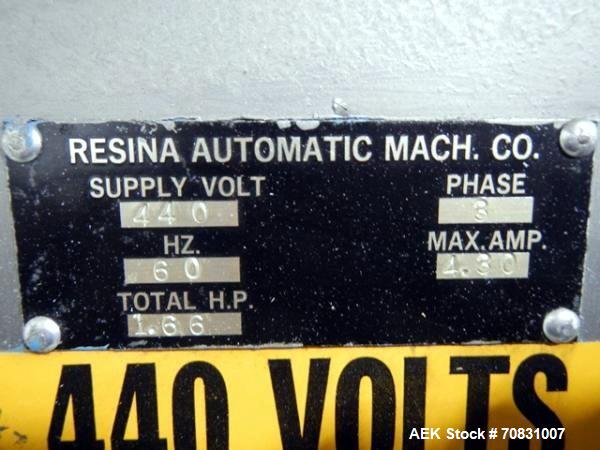 RESINA AUTOMATIC MACH. CO.
SUPPLY VOLT PHASE
440 3
HZ. MAX.AMP.
60 4.30
TOTAL H.P.
1.66
440 VOLTS
AEK Stock # 70831007